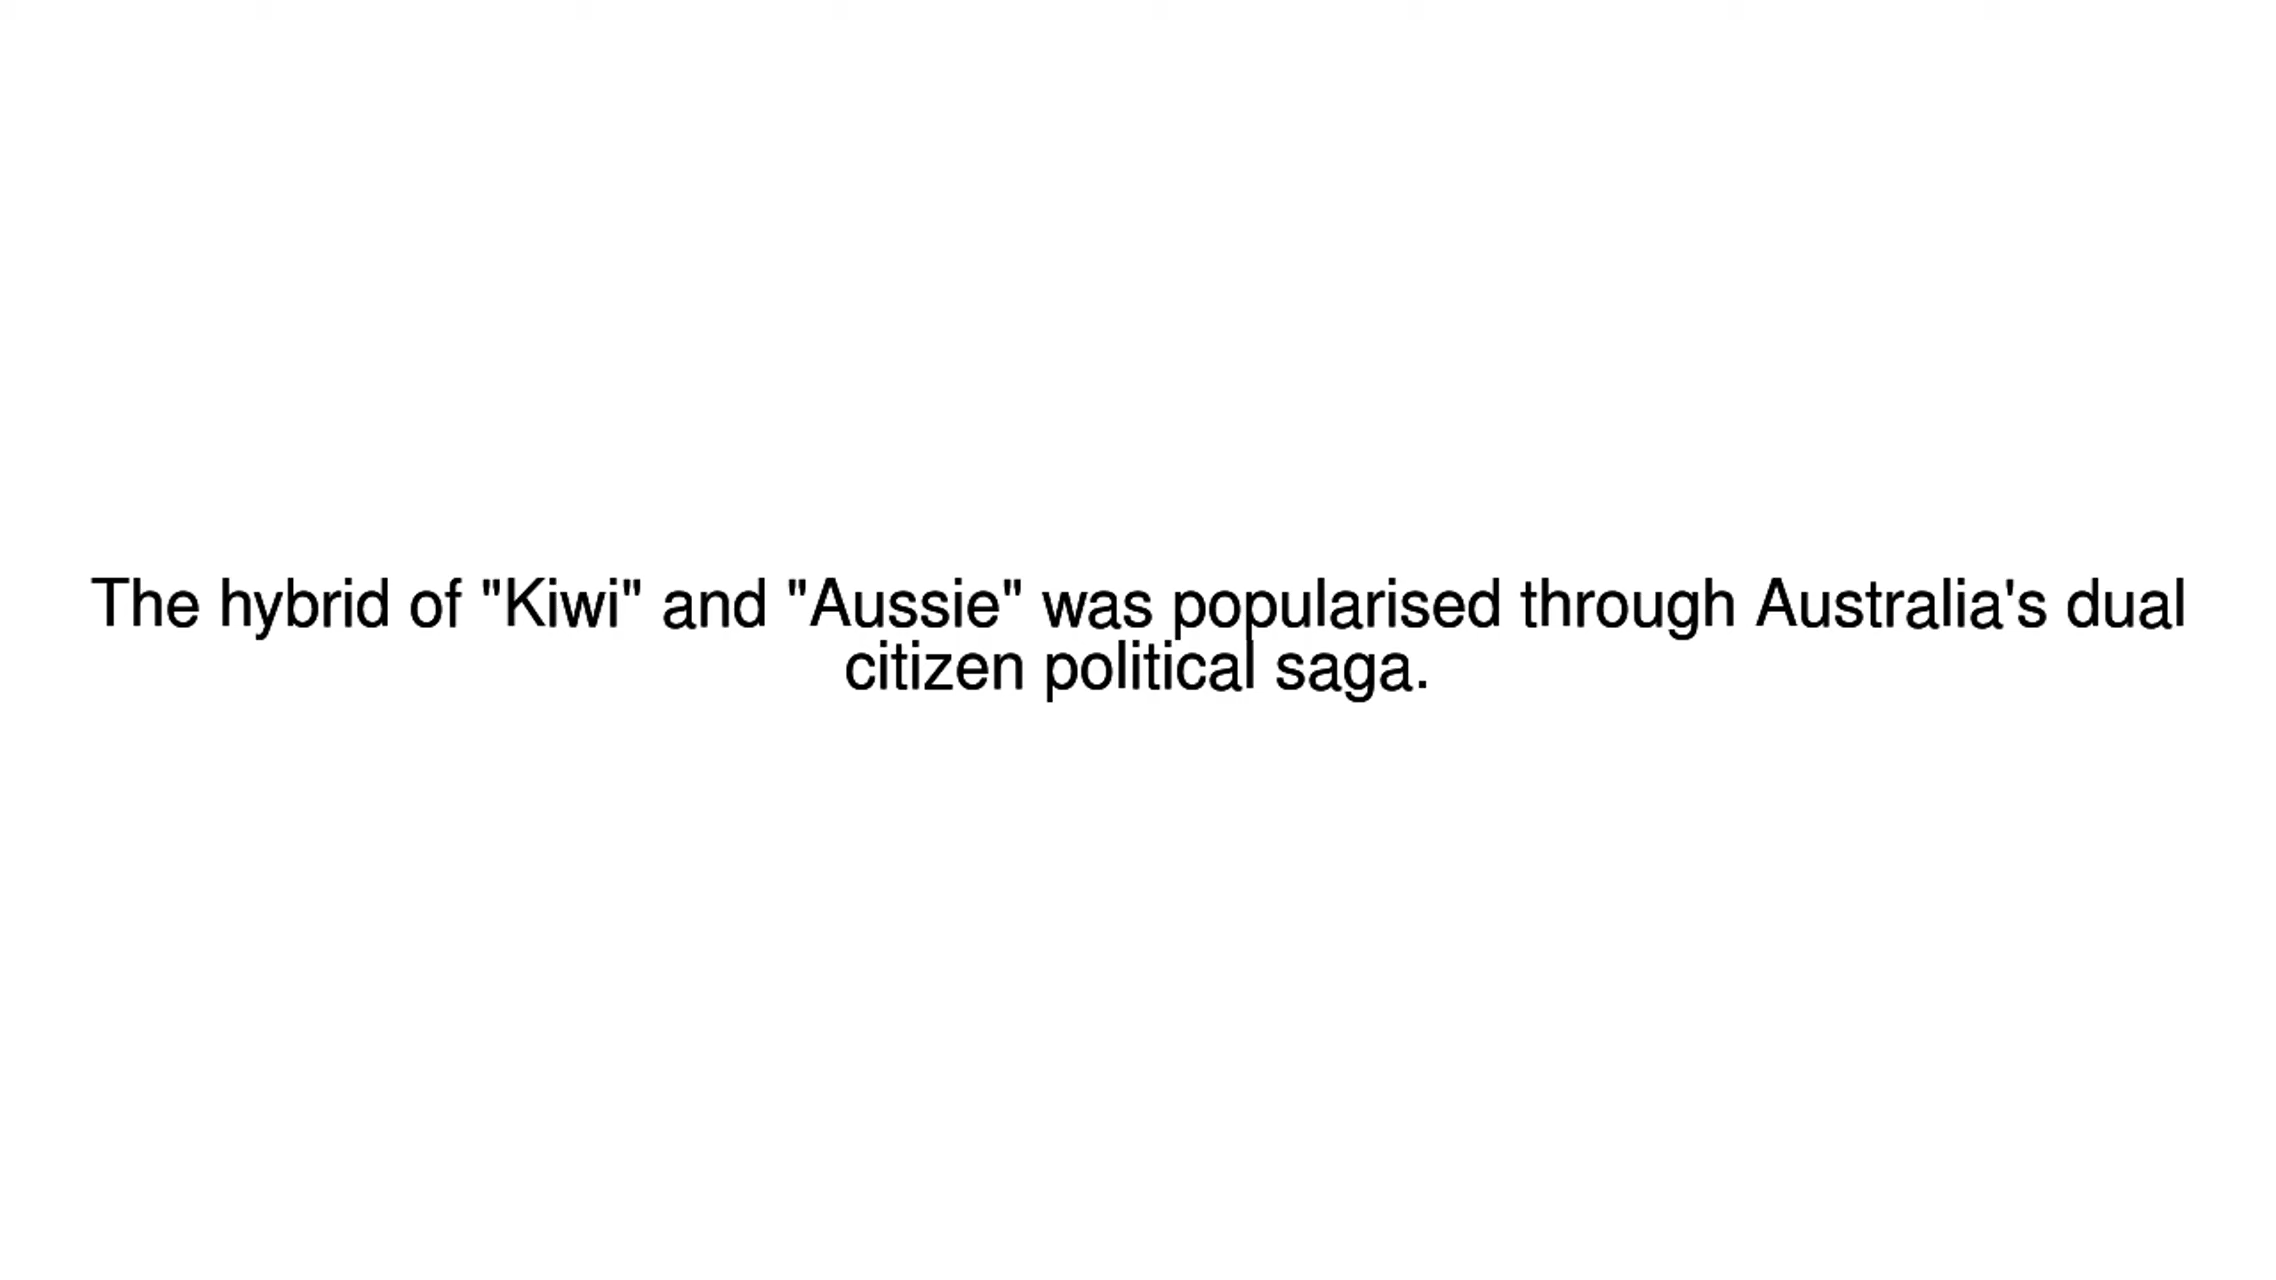 The hybrid of "Kiwi" and "Aussie" was popularised through Australia's dual
citizen political saga.